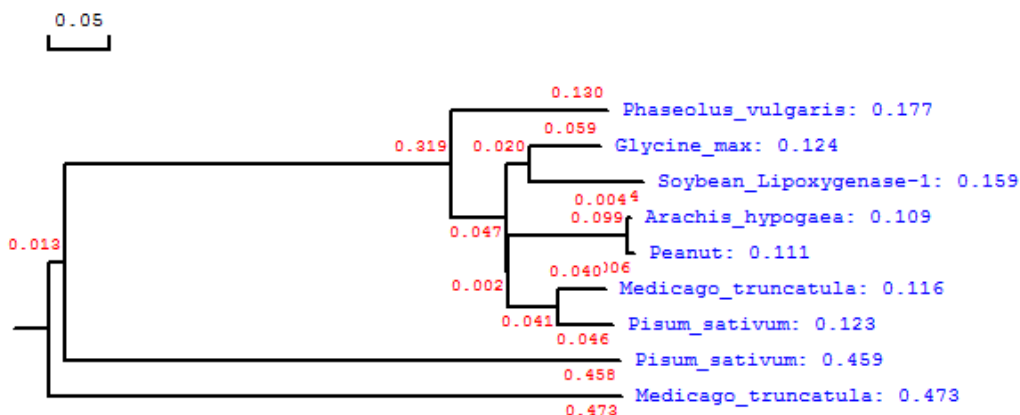 0.05
0.130
Phaseolus_vulgaris: 0.177
0.059
0.319
0.020
Glycine_max: 0.124
Soybean_Lipoxygenase-1: 0.159
0.004
0.099
Arachis_hypogaea: 0.109
0.047
0.013
Peanut: 0.111
0.040
0.002
Medicago_truncatula: 0.116
0.041
Pisum_sativum: 0.123
0.046
Pisum_sativum: 0.459
0.458
Medicago_truncatula: 0.473
0.473